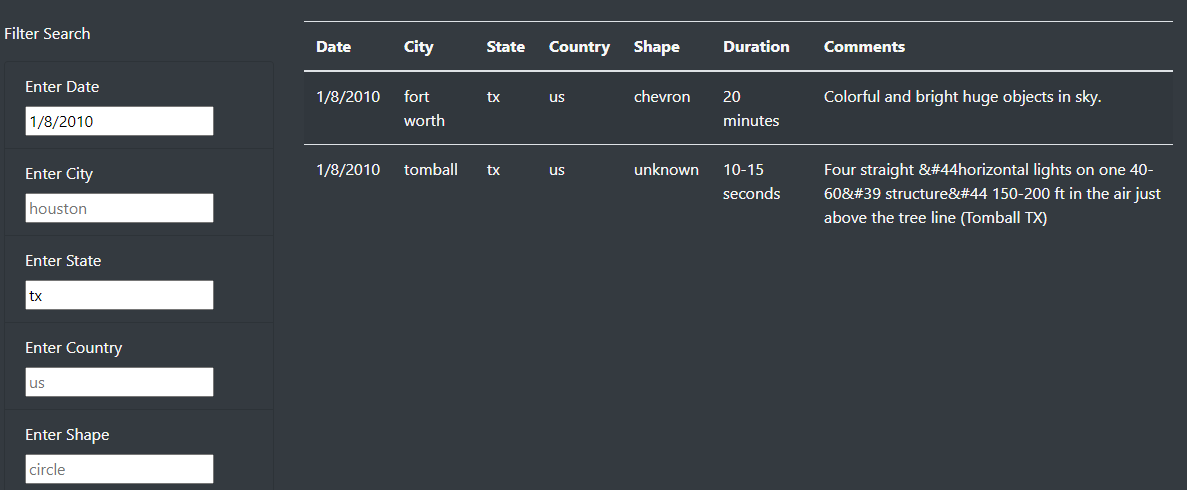 Filter Search
Enter Date
1/8/2010
Enter City
houston
Enter State
tx
Enter Country
us
Enter Shape
circle
Date City State Country Shape Duration Comments
1/8/2010 fort tx us chevron 20 Colorful and bright huge objects in sky.
worth minutes
1/8/2010 tomball tx us unknown 10-15 Four straight &#44horizontal lights on one 40-
seconds 60&#39 structure&#44 150-200 ft in the air just
above the tree line (Tomball TX)